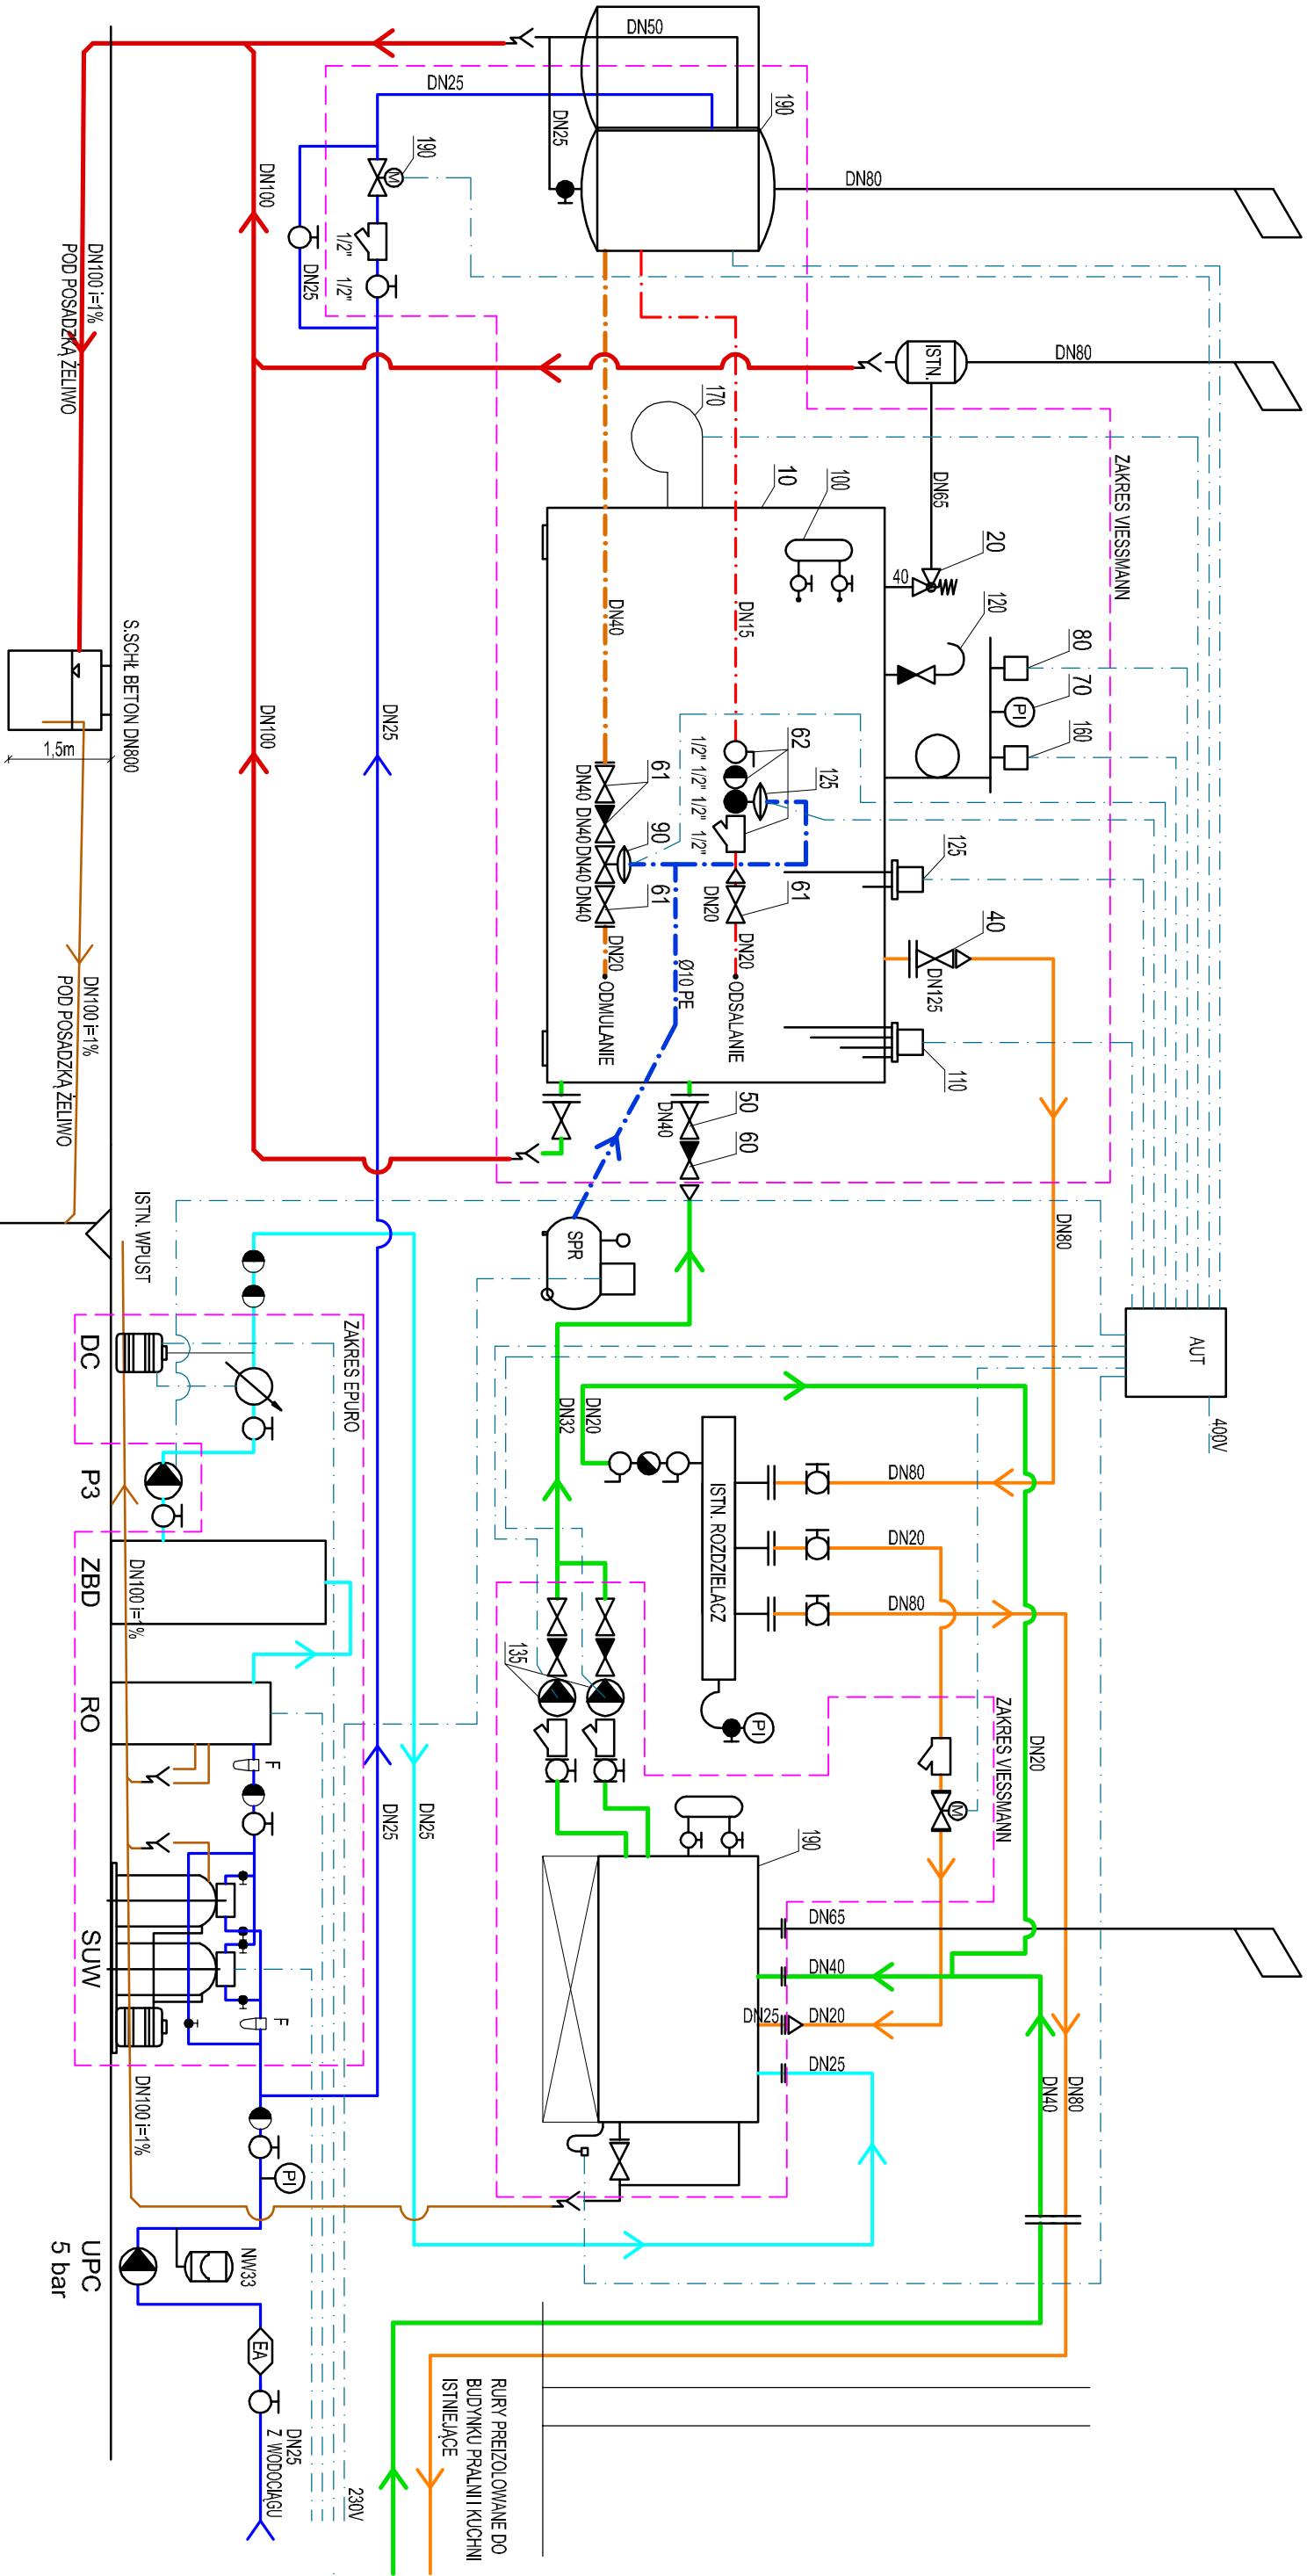 DN50
190
DN25
DN25
190
DN80
DN100
1/2"
1/2"
DN25
DN100 i=1%
POD POSADZKĄ ŻELIWO
ISTN.
DN80
DN65
170
ZAKRES VIESSMANN
10
100
20
40
120
80
70
PI
160
DN40
DN15
M
62
1/2"
1/2"
1/2"
1/2"
125
61
DN40
DN40
DN40
DN40
90
61
DN20
61
DN20
DN20
ODMULANIE
ODSALANIE
Ø10 PE
125
40
DN125
110
S.SCHŁ BETON DN800
1,5m
DN100
DN25
DN100 i=1%
POD POSADZKĄ ŻELIWO
50
60
DN40
DN80
ISTN. WPUST
SPR
AUT
400V
ZAKRES EPURO
DC
P3
ZBD
RO
SUW
DN100 i=1%
DN32
DN20
ISTN. ROZDZIELACZ
DN80
DN20
DN80
PI
135
ZAKRES VIESSMANN
M
DN20
F
F
DN25
DN25
190
DN65
DN40
DN25
DN20
DN25
DN40
DN80
DN100 i=1%
PI
UPC
5 bar
NW33
EA
DN25
Z WODOCIĄGU
230V
RURY PREIZOLOWANE DO
BUDYNKU PRALNI I KUCHNI
ISTNIEJĄCE